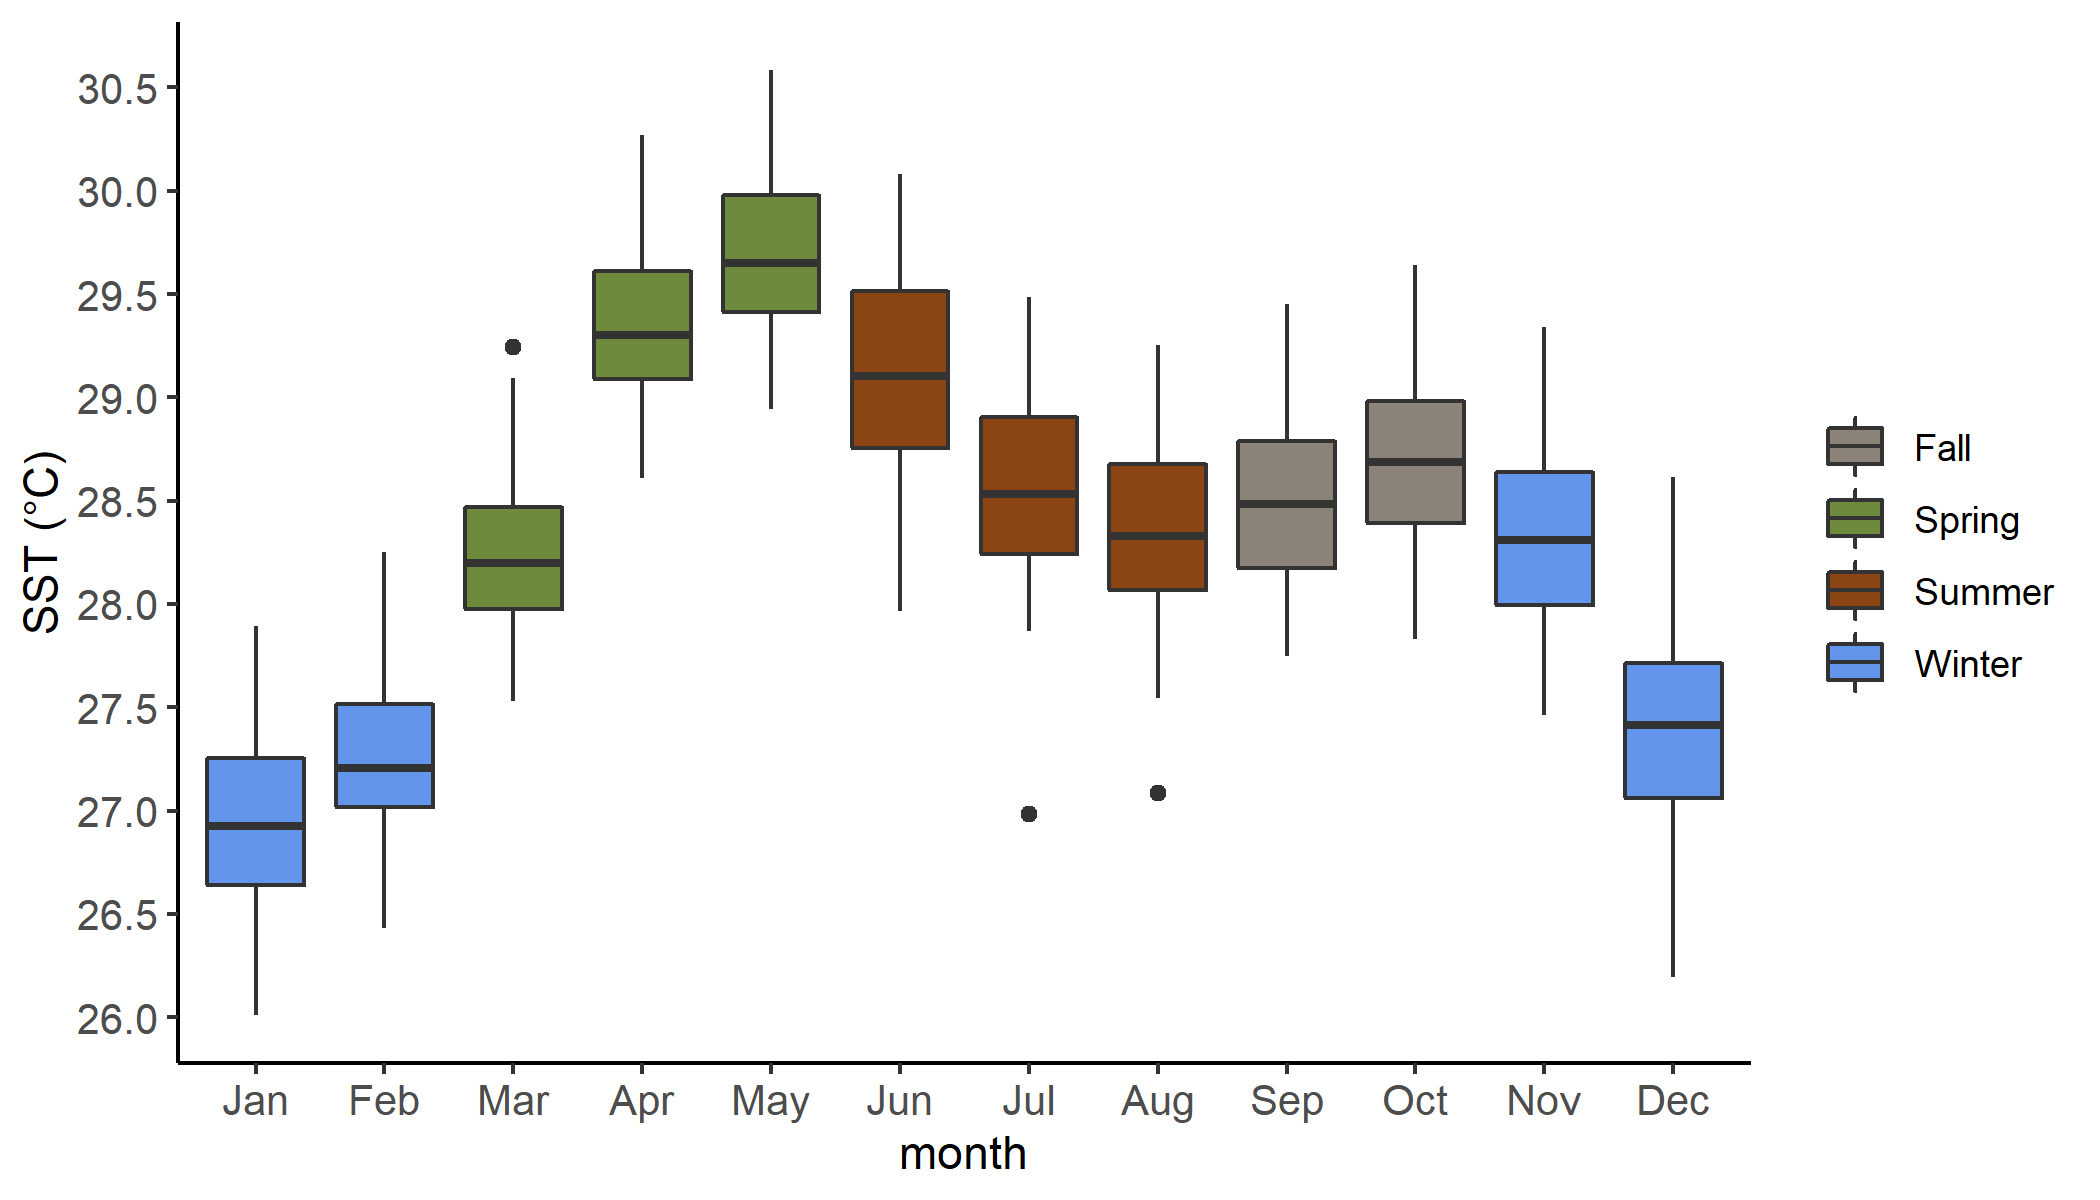 SST (°C)
30.5
30.0
29.5
29.0
28.5
28.0
27.5
27.0
26.5
26.0
Jan Feb Mar Apr May Jun Jul Aug Sep Oct Nov Dec
month
Fall
Spring
Summer
Winter